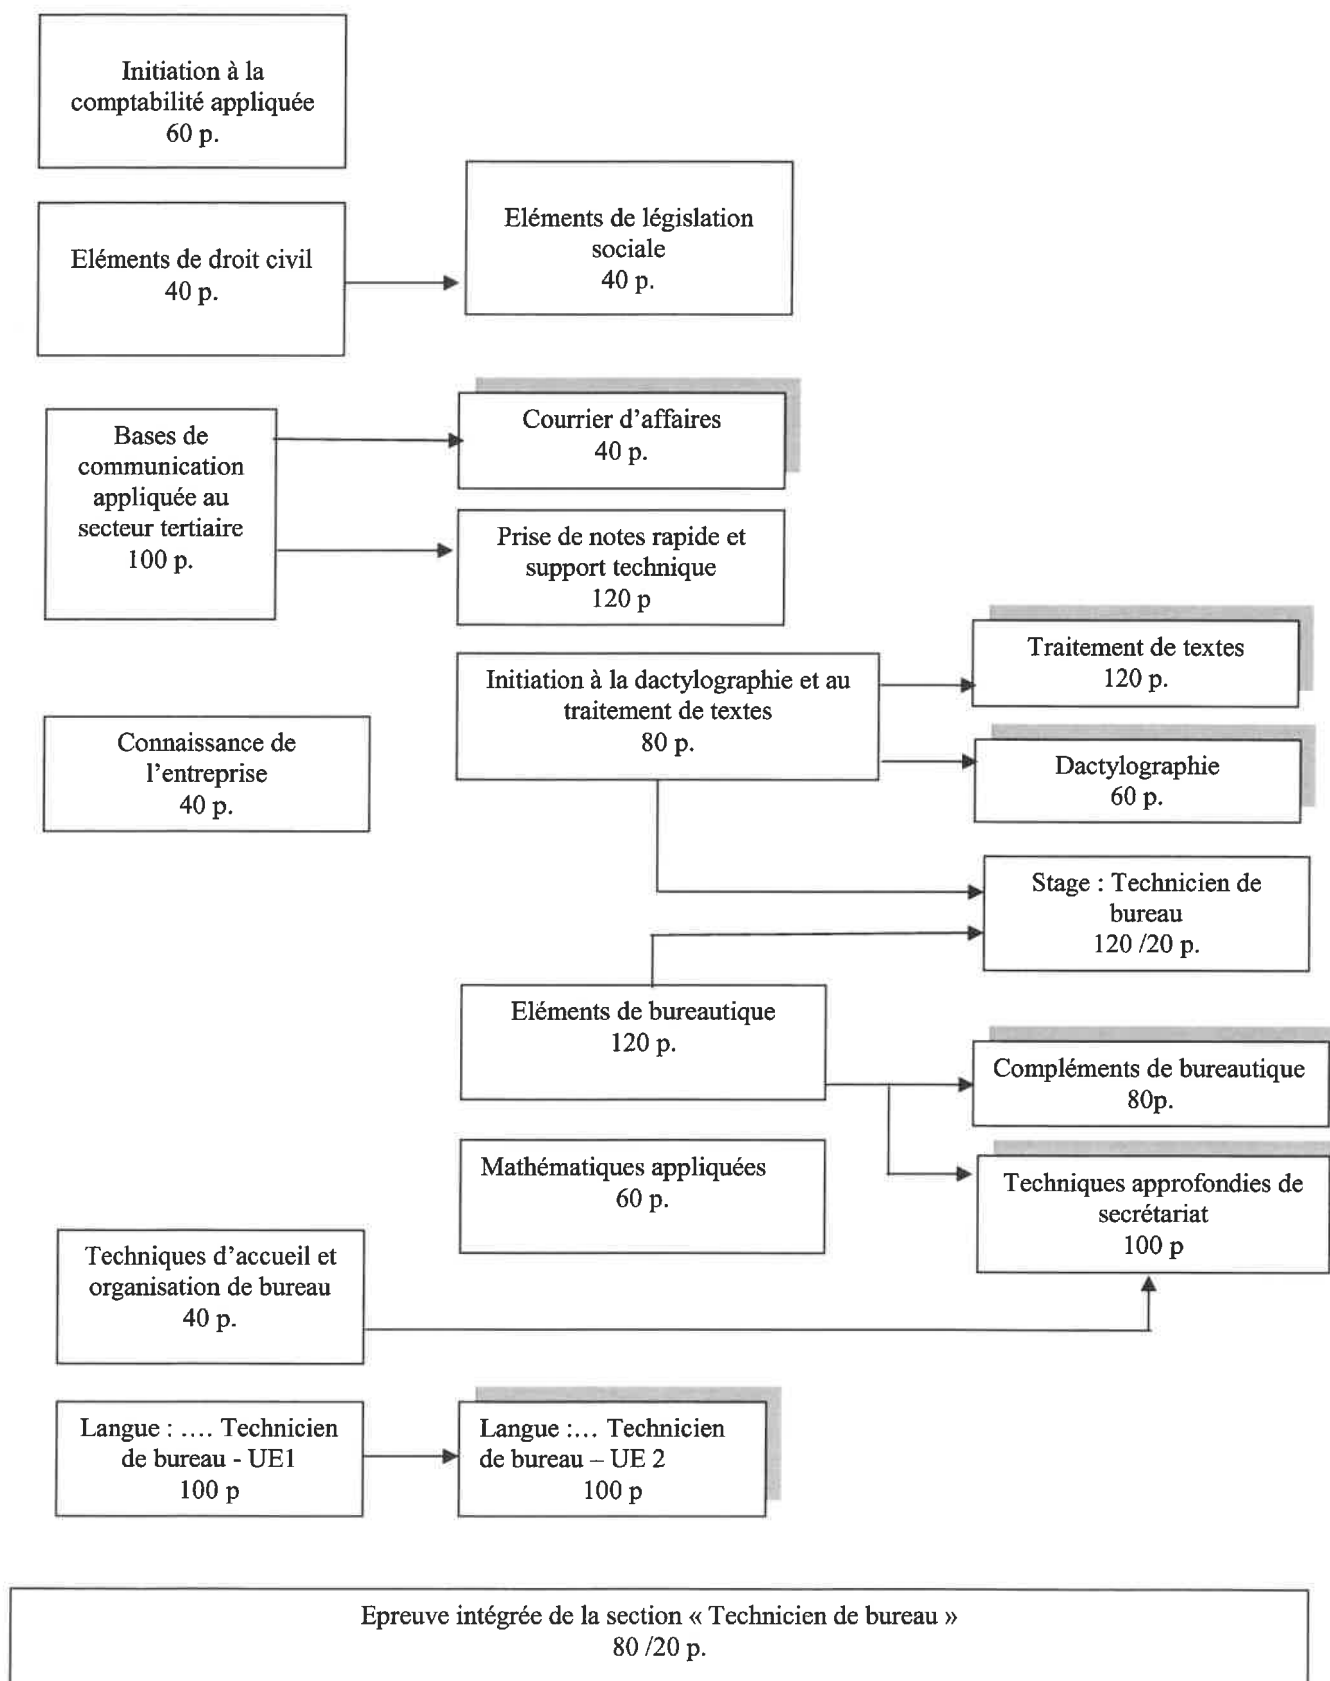 Initiation à la
comptabilité appliquée
60 p.
Eléments de droit civil
40 p.
Eléments de législation
sociale
40 p.
Bases de
communication
appliquée au
secteur tertiaire
100 p.
Courrier d’affaires
40 p.
Prise de notes rapide et
support technique
120 p
Initiation à la dactylographie et au
traitement de textes
80 p.
Traitement de textes
120 p.
Connaissance de
l’entreprise
40 p.
Dactylographie
60 p.
Stage : Technicien de
bureau
120 /20 p.
Eléments de bureautique
120 p.
Compléments de bureautique
80p.
Mathématiques appliquées
60 p.
Techniques approfondies de
secrétariat
100 p
Techniques d’accueil et
organisation de bureau
40 p.
Langue : …. Technicien
de bureau - UE1
100 p
Langue :… Technicien
de bureau – UE 2
100 p
Epreuve intégrée de la section « Technicien de bureau »
80 /20 p.